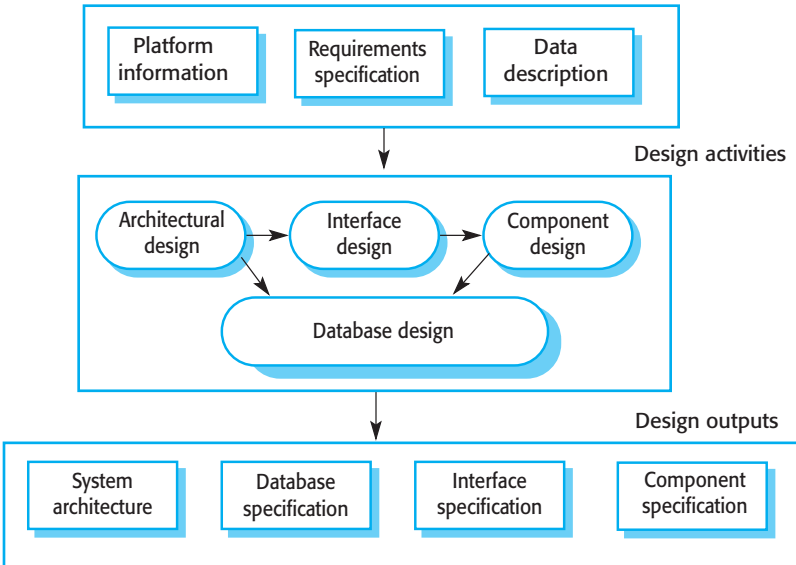 Platform
information
Requirements
specification
Data
description
Design activities
Architectural
design
Interface
design
Component
design
Database design
Design outputs
System
architecture
Database
specification
Interface
specification
Component
specification